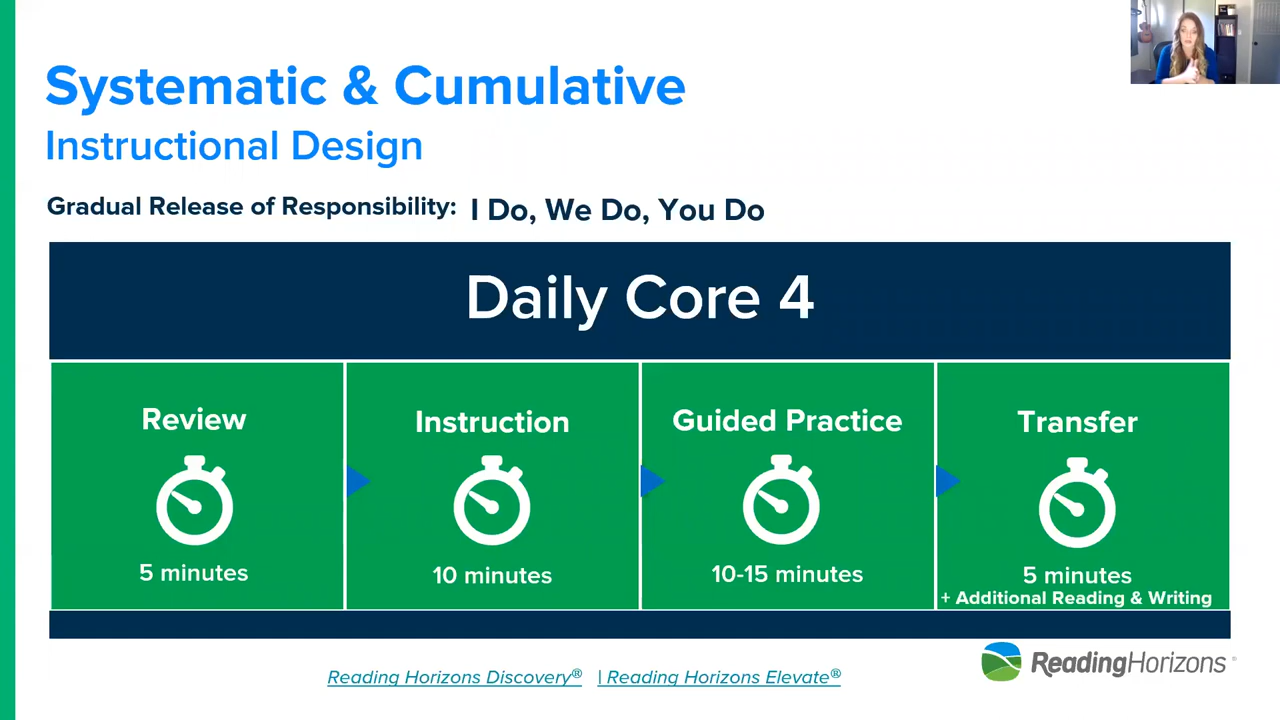 Systematic & Cumulative
Instructional Design
Gradual Release of Responsibility: I Do, We Do, You Do
Daily Core 4
Review
5 minutes
Instruction
10 minutes
Guided Practice
10-15 minutes
Transfer
5 minutes
+ Additional Reading & Writing
Reading Horizons Discovery® | Reading Horizons Elevate®
ReadingHorizons®